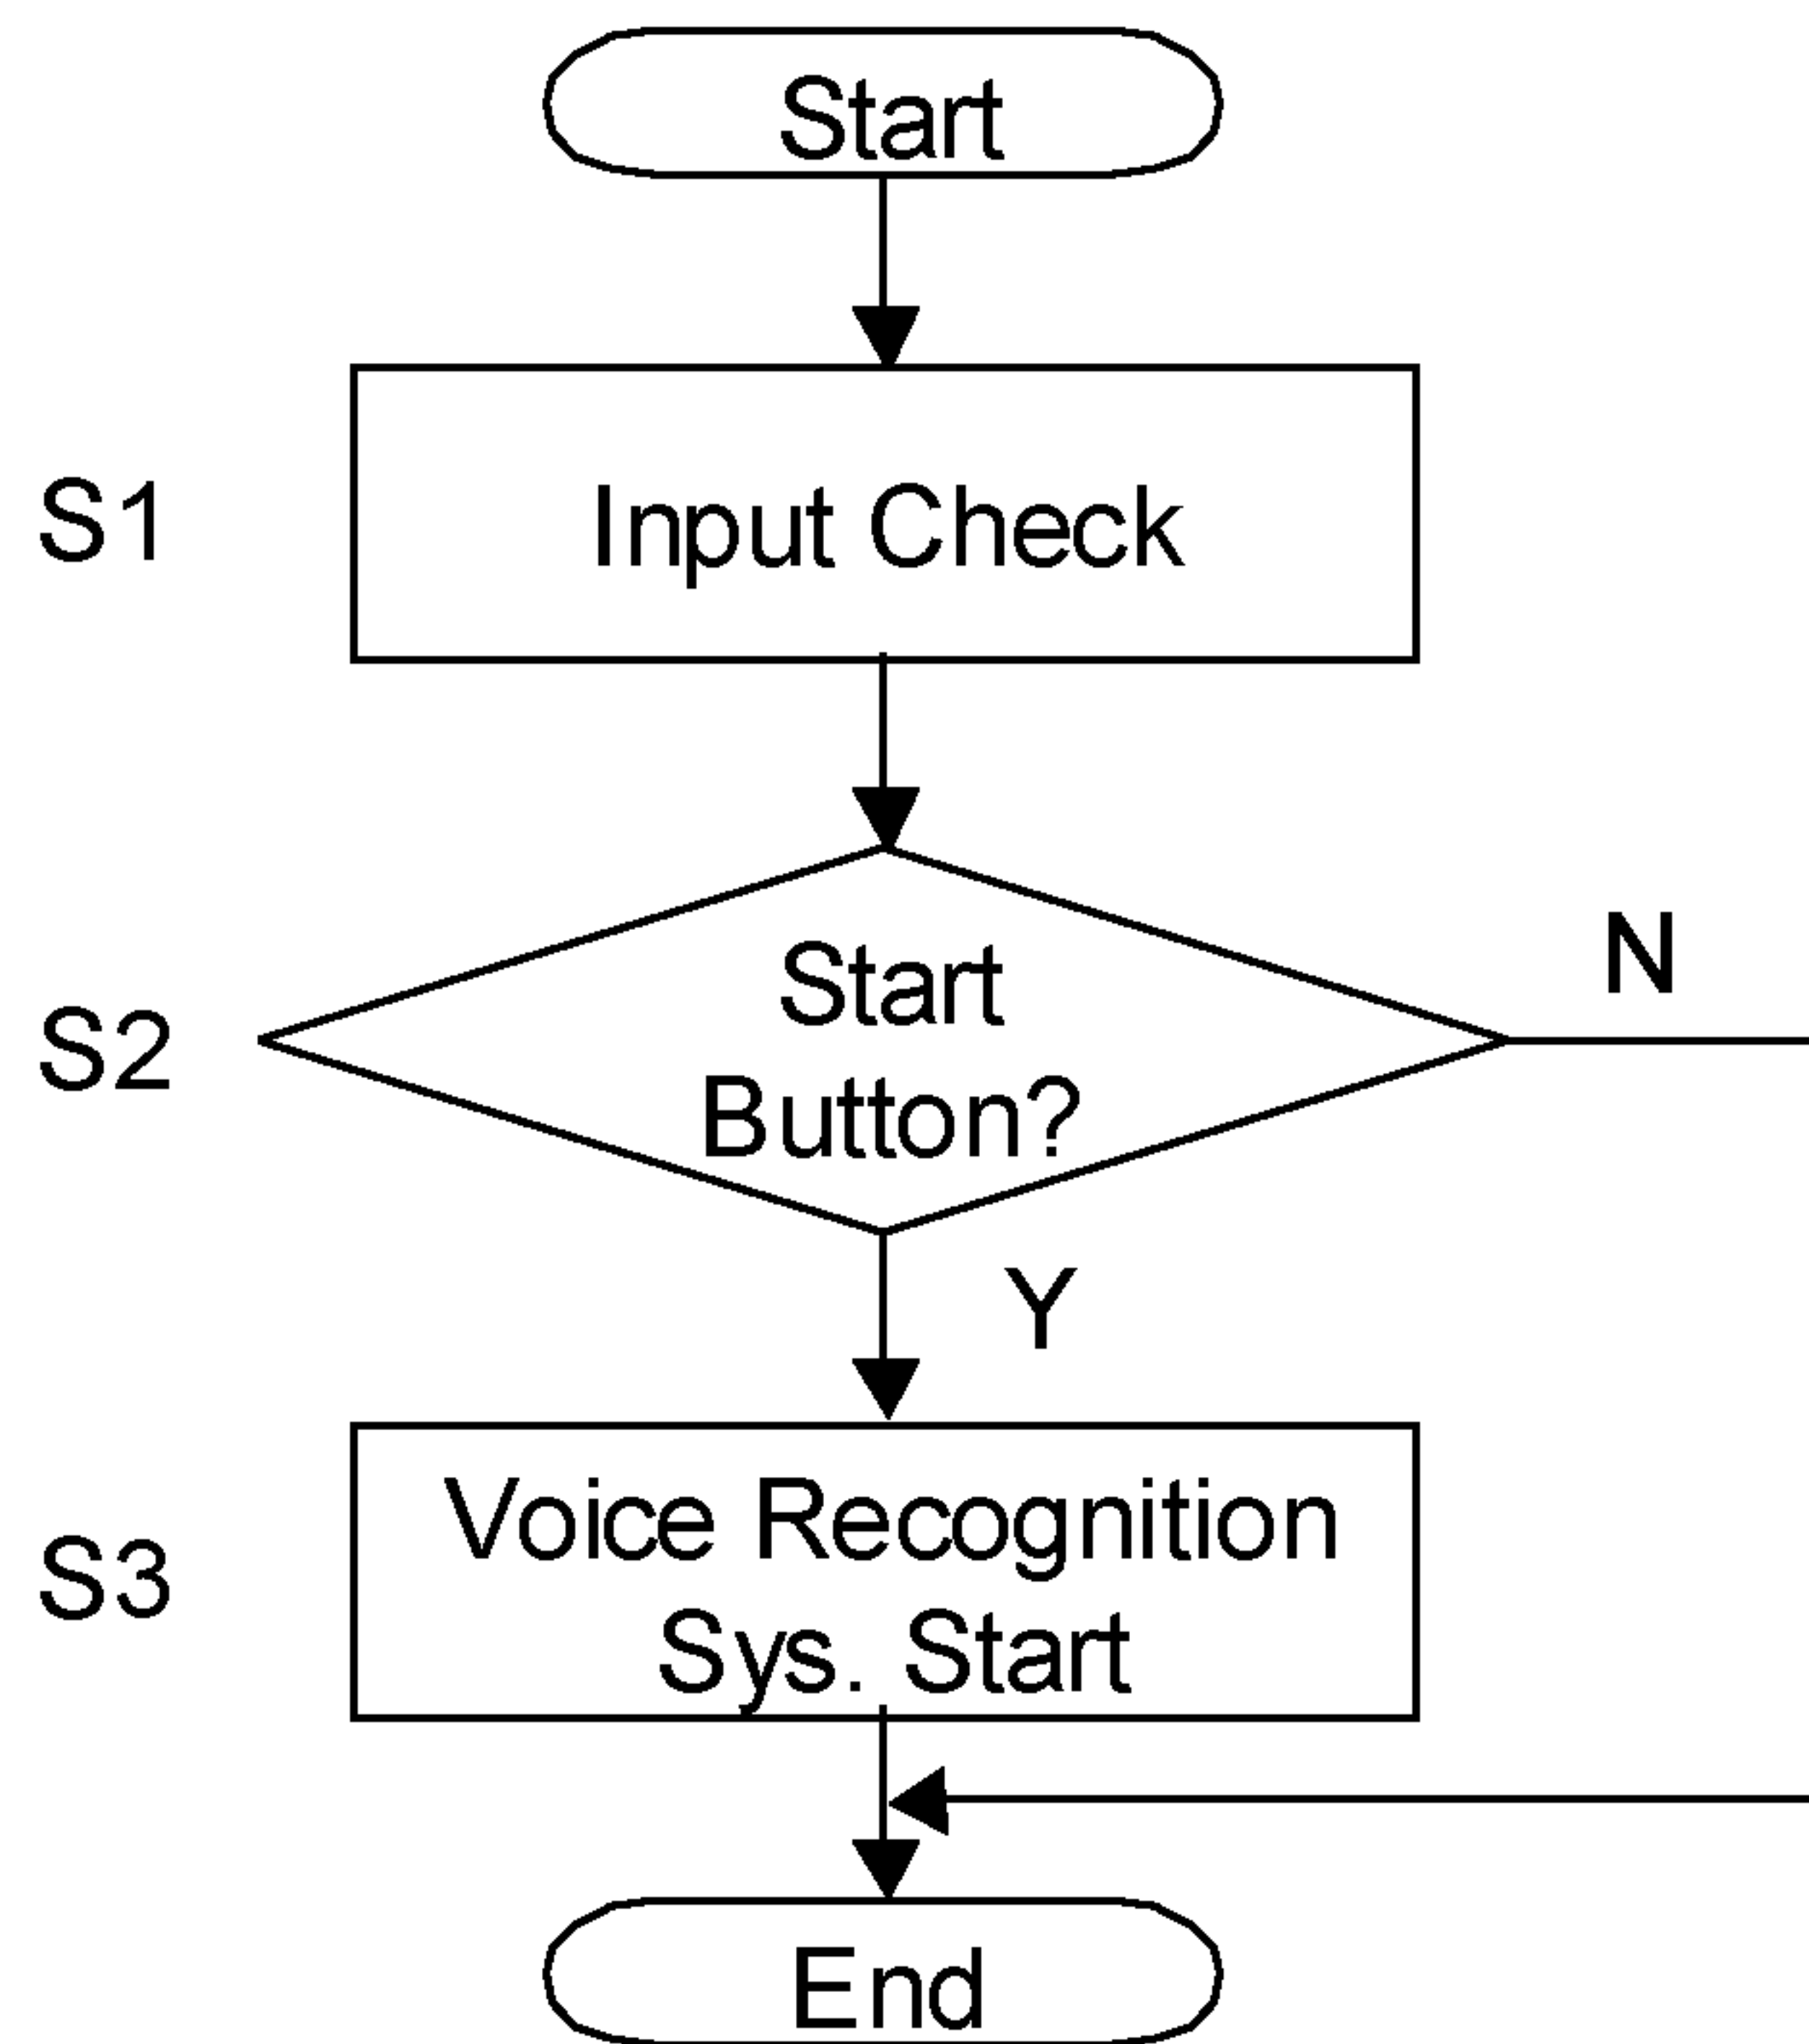 Start
S1
Input Check
S2
Start
Button?
N
Y
S3
Voice Recognition
Sys. Start
End